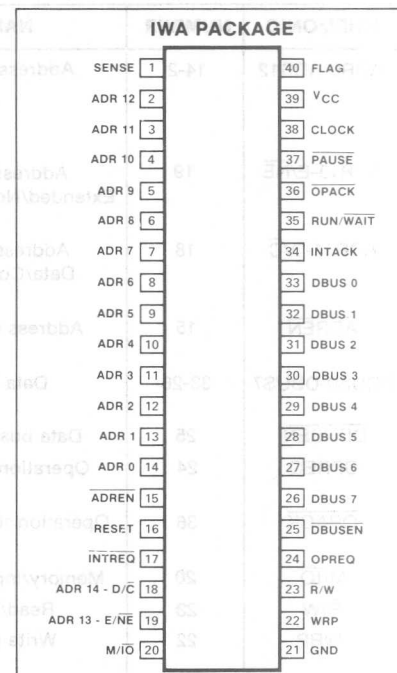 IWA PACKAGE
SENSE 1 40 FLAG
ADR 12 2 39 VCC
ADR 11 3 38 CLOCK
ADR 10 4 37 PAUSE
ADR 9 5 36 OPACK
ADR 8 6 35 RUN/WAIT
ADR 7 7 34 INTACK
ADR 6 8 33 DBUS 0
ADR 5 9 32 DBUS 1
ADR 4 10 31 DBUS 2
ADR 3 11 30 DBUS 3
ADR 2 12 29 DBUS 4
ADR 1 13 28 DBUS 5
ADR 0 14 27 DBUS 6
ADREN 15 26 DBUS 7
RESET 16 25 DBUSEN
INTREQ 17 24 OPREQ
ADR 14 - D/C 18 23 R/W
ADR 13 - E/NE 19 22 WRP
M/IO 20 21 GND